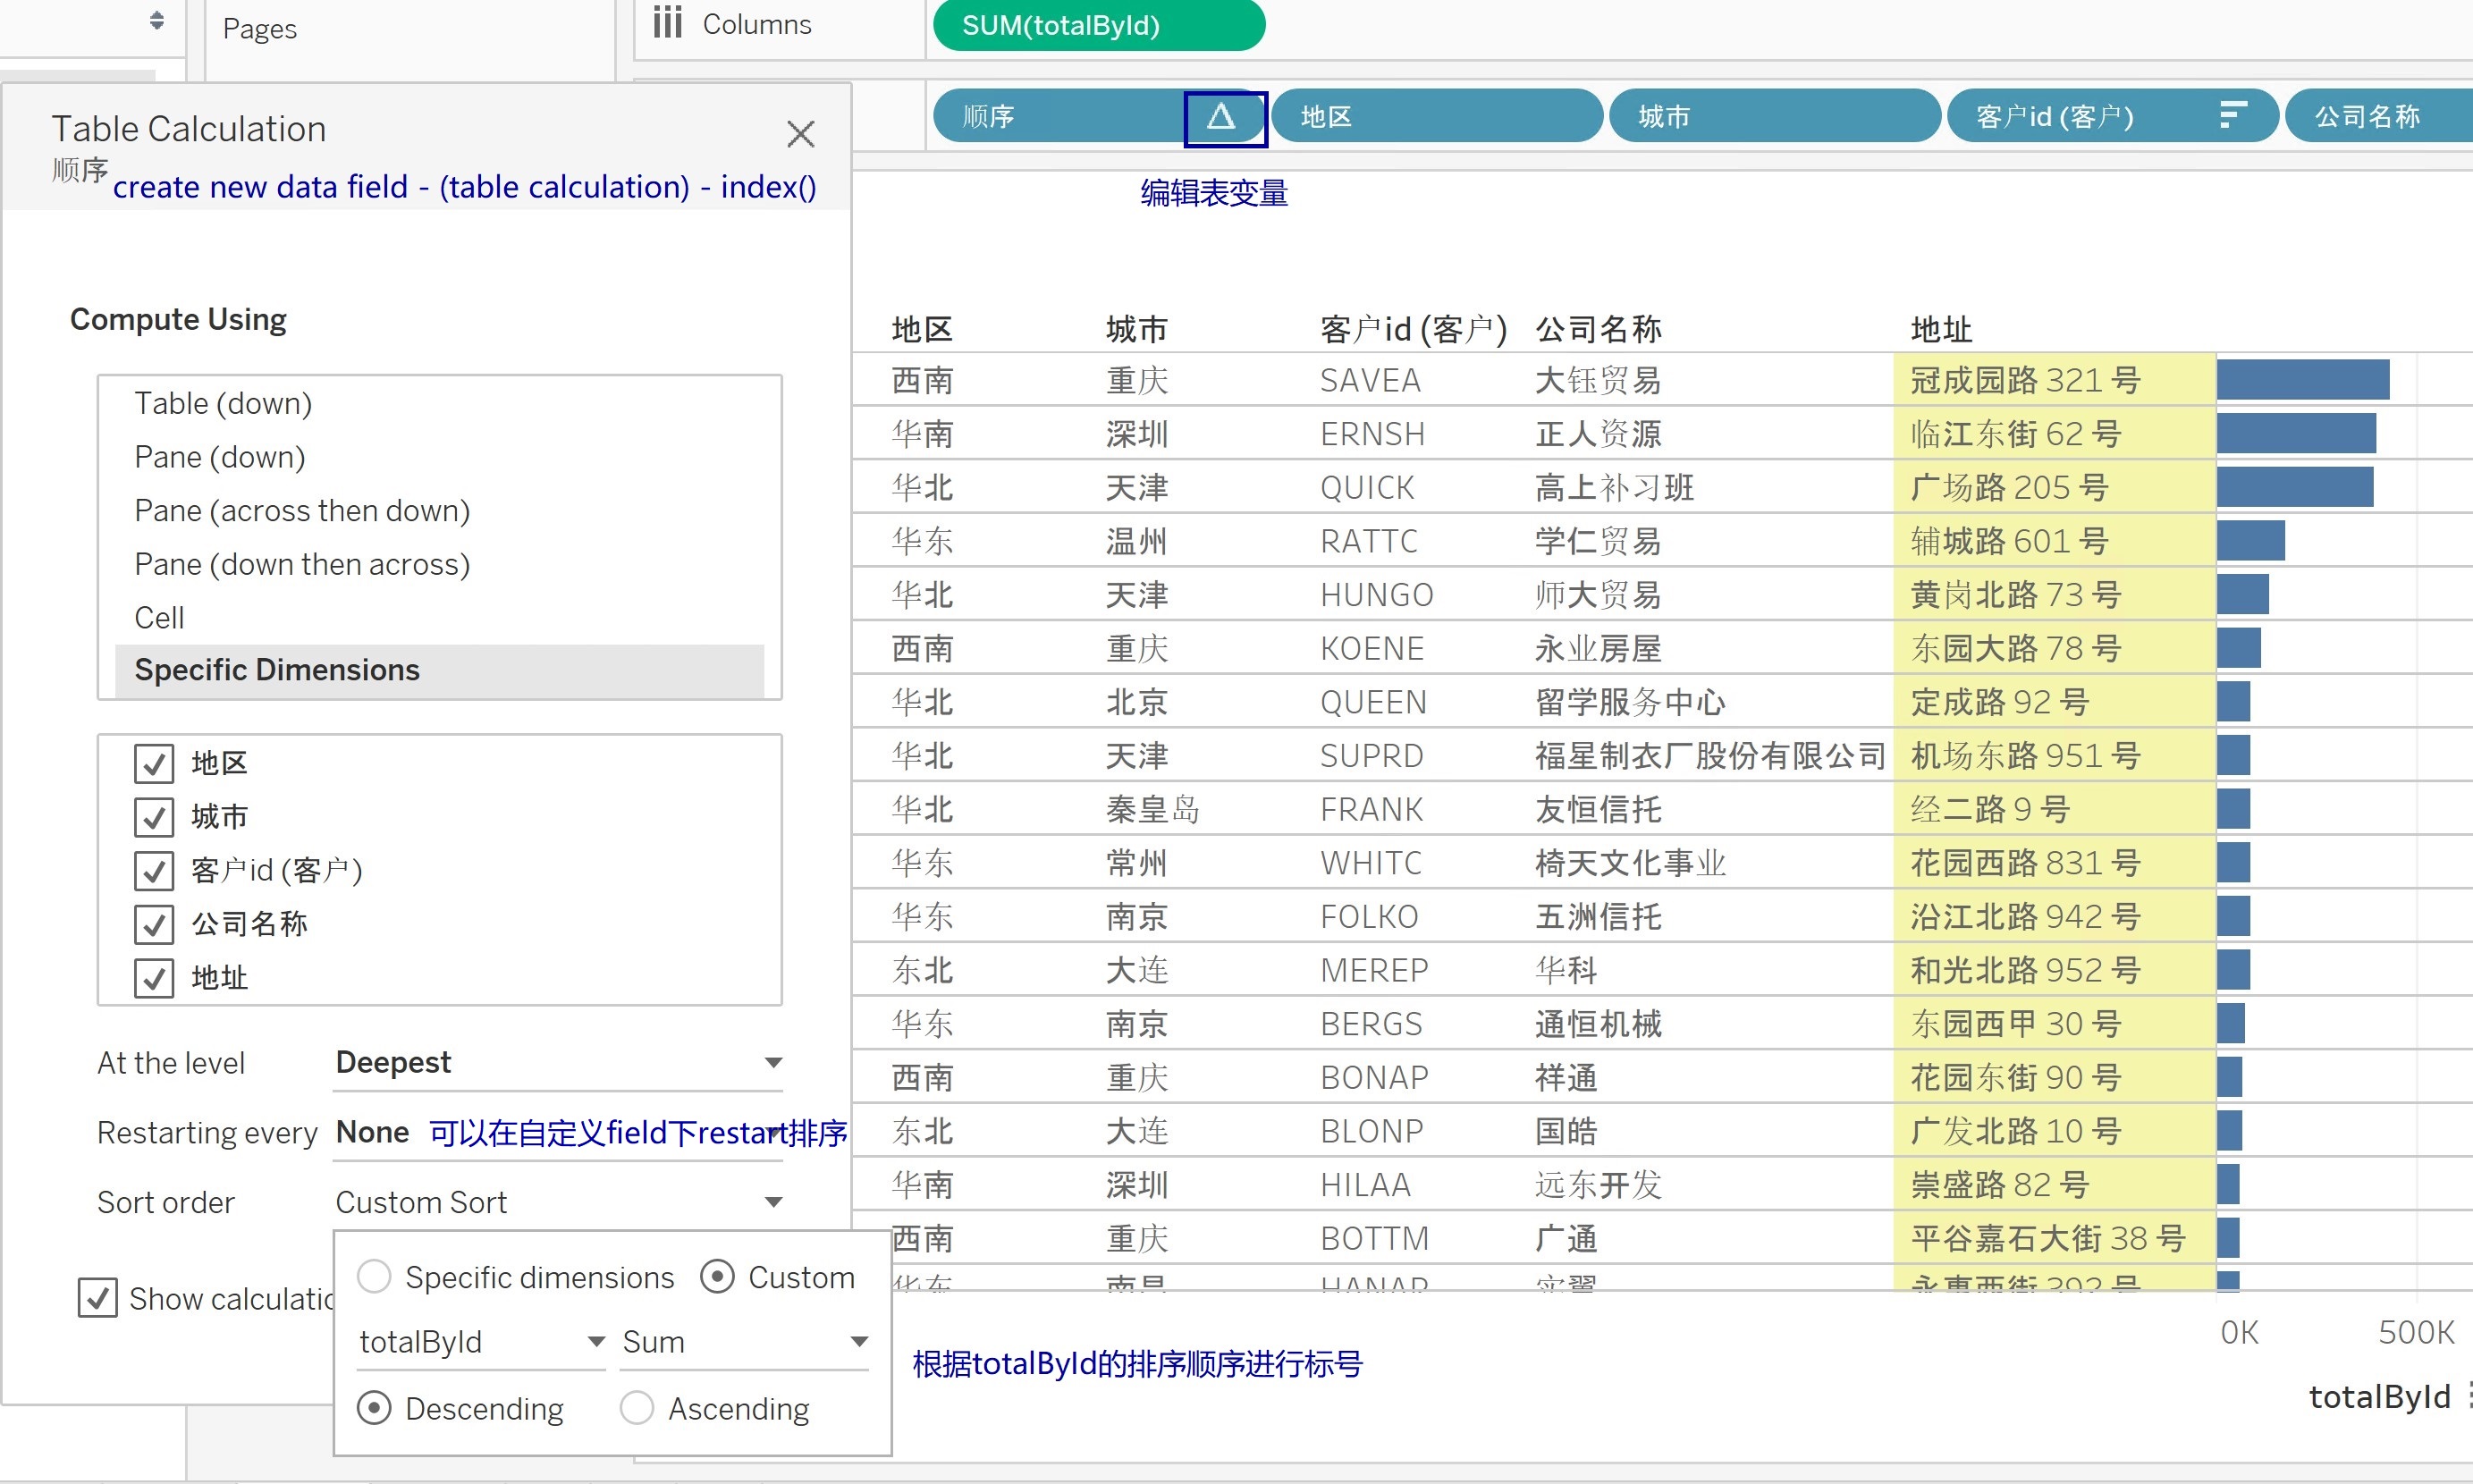 Pages
Columns
SUM(totalById)
顺序
地区
城市
客户id (客户)
公司名称
Table Calculation
顺序
create new data field - (table calculation) - index()
编辑表变量
Compute Using
Table (down)
Pane (down)
Pane (across then down)
Pane (down then across)
Cell
Specific Dimensions
地区
城市
客户id (客户)
公司名称
地址
At the level Deepest
Restarting every None 可以在自定义field下restart排序
Sort order Custom Sort
Specific dimensions Custom
Show calculatio
totalById Sum
Descending Ascending
地区 城市 客户id (客户) 公司名称 地址
西南 重庆 SAVEA 大钰贸易 冠成园路 321 号
华南 深圳 ERNSH 正人资源 临江东街 62 号
华北 天津 QUICK 高上补习班 广场路 205 号
华东 温州 RATTC 学仁贸易 辅城路 601 号
华北 天津 HUNGO 师大贸易 黄岗北路 73 号
西南 重庆 KOENE 永业房屋 东园大路 78 号
华北 北京 QUEEN 留学服务中心 定成路 92 号
华北 天津 SUPRD 福星制衣厂股份有限公司 机场东路 951 号
华北 秦皇岛 FRANK 友恒信托 经二路 9 号
华东 常州 WHITC 椅天文化事业 花园西路 831 号
华东 南京 FOLKO 五洲信托 沿江北路 942 号
东北 大连 MEREP 华科 和光北路 952 号
华东 南京 BERGS 通恒机械 东园西甲 30 号
西南 重庆 BONAP 祥通 花园东街 90 号
东北 大连 BLONP 国皓 广发北路 10 号
华南 深圳 HILAA 远东开发 崇盛路 82 号
西南 重庆 BOTTM 广通 平谷嘉石大街 38 号
华东 南昌 HANAR 实翼 永惠西街 392 号
0K 500K
根据totalById的排序顺序进行标号
totalById